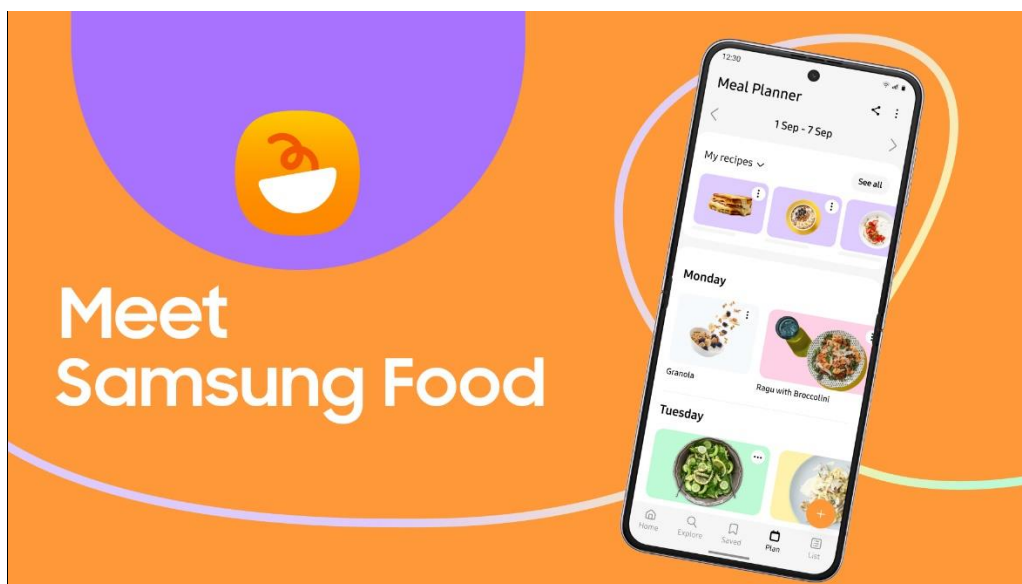 Meet
Samsung Food
12:30
Meal Planner
1 Sep - 7 Sep
My recipes
See all
Monday
Granola
Ragu with Broccolini
Tuesday
Home
Explore
Saved
Plan
List